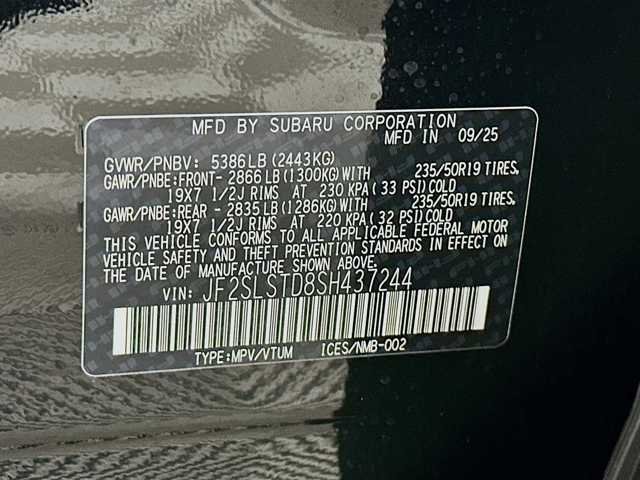 MFD BY SUBARU CORPORATION
MFD IN 09/25
GVWR/PNBV: 5386LB(2443KG)
GAWR/PNBE:FRONT- 2866LB(1300KG)WITH 235/50R19 TIRES,
19X7 1/2J RIMS AT 230 KPA(33 PSI)COLD
GAWR/PNBE:REAR - 2835LB(1286KG)WITH 235/50R19 TIRES,
19X7 1/2J RIMS AT 220 KPA(32 PSI)COLD
THIS VEHICLE CONFORMS TO ALL APPLICABLE FEDERAL MOTOR
VEHICLE SAFETY AND THEFT PREVENTION STANDARDS IN EFFECT ON
THE DATE OF MANUFACTURE SHOWN ABOVE.
VIN: JF2SLSTD8SH437244
TYPE:MPV/VTUM ICES/NMB-002